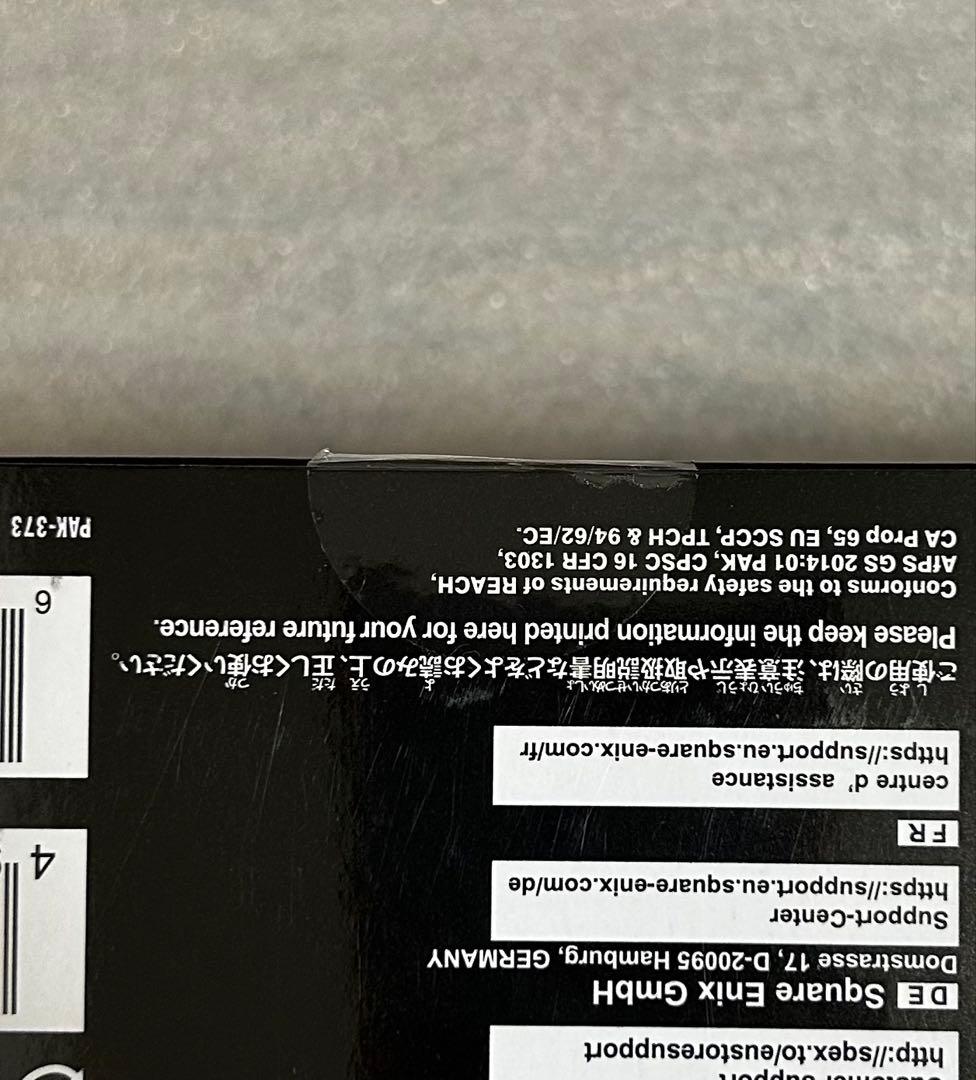 Customer support
http://sqex.to/eustoresupport
DE Square Enix GmbH
Domstrasse 17, D-20095 Hamburg, GERMANY
Support-Center
https://support.eu.square-enix.com/de
FR
centre d' assistance
https://support.eu.square-enix.com/fr
ご使用の際は、注意表示や取扱説明書などをよくお読みの上、正しくお使いください。
Please keep the information printed here for your future reference.
Conforms to the safety requirements of REACH,
AfPS GS 2014:01 PAK, CPSC 16 CFR 1303,
CA Prop 65, EU SCCP, TPCH & 94/62/EC.
4
6
PAK-373